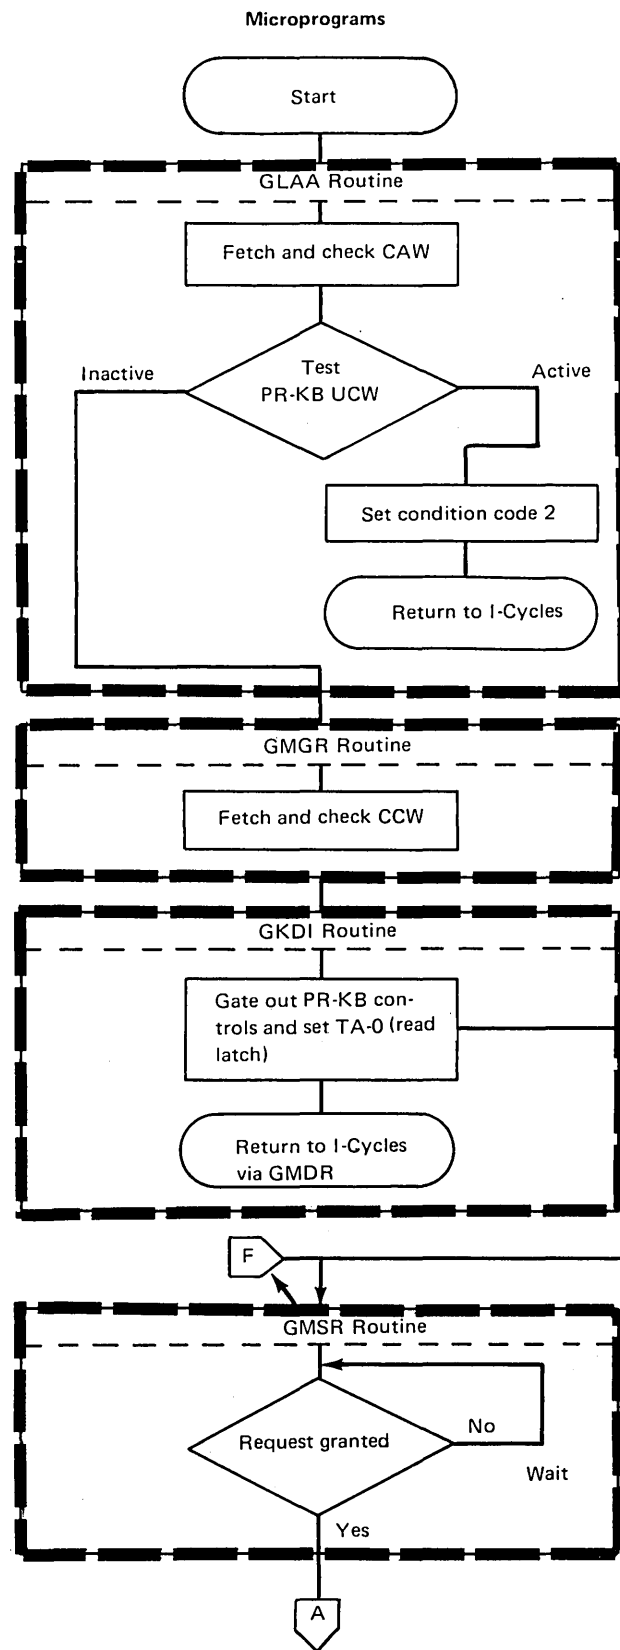 Microprograms
Start
GLAA Routine
Fetch and check CAW
Test
PR-KB UCW
Inactive
Active
Set condition code 2
Return to I-Cycles
GMGR Routine
Fetch and check CCW
GKDI Routine
Gate out PR-KB con-
trols and set TA-0 (read
latch)
Return to I-Cycles
via GMDR
F
GMSR Routine
Request granted
No
Wait
Yes
A